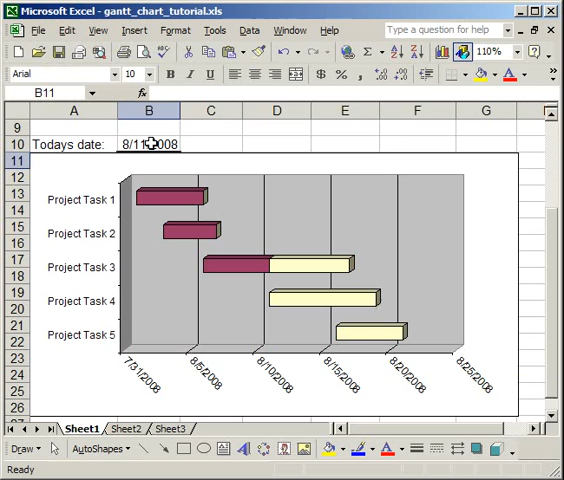 Microsoft Excel - gantt_chart_tutorial.xls
File Edit View Insert Format Tools Data Window Help Type a question for help
Σ 110%
Arial 10 B I U $ %
B11 fx
A B C D E F G
9
10 Todays date: 8/11/2008
11
12
13 Project Task 1
14
15 Project Task 2
16
17 Project Task 3
18
19 Project Task 4
20
21 Project Task 5
22
23 7/31/2008 8/5/2008 8/10/2008 8/15/2008 8/20/2008 8/25/2008
24
25
26
Sheet1 Sheet2 Sheet3
Draw AutoShapes A A
Ready